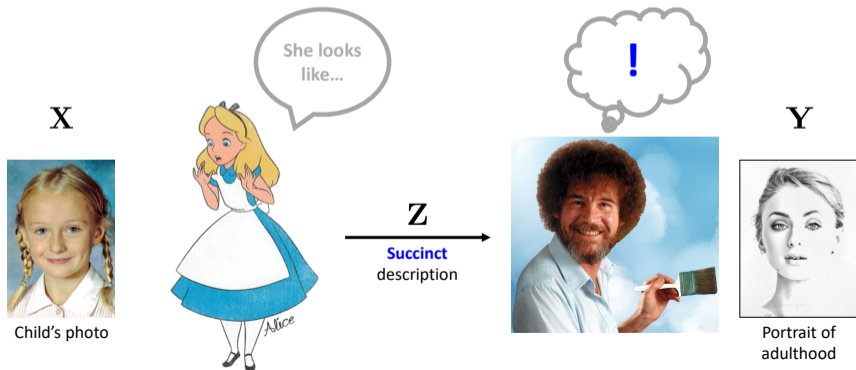 She looks
like...
!
X
Y
Z
Succinct
description
Alice
Child's photo
Portrait of
adulthood